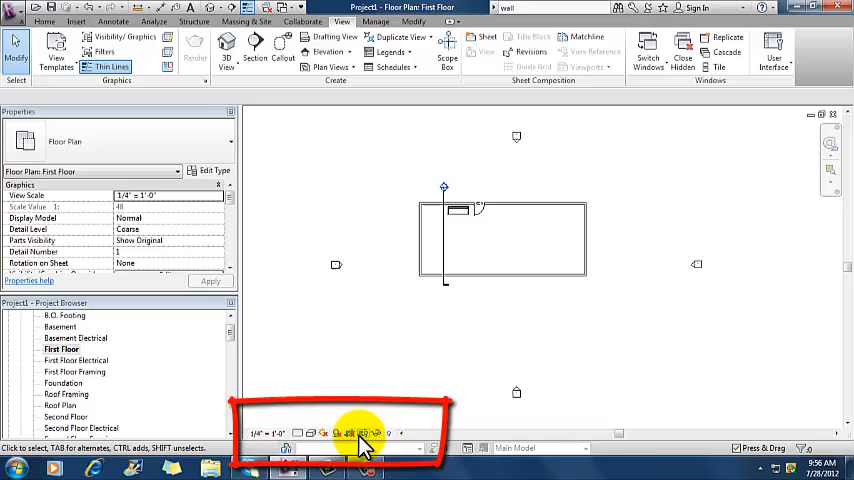 Project1 - Floor Plan: First Floor
wall
Sign In
Home Insert Annotate Analyze Structure Massing & Site Collaborate View Manage Modify
Modify
View Templates
Visibility/ Graphics
Filters
Thin Lines
Render
3D View
Section
Callout
Drafting View
Elevation
Plan Views
Duplicate View
Legends
Schedules
Scope Box
Sheet
Title Block
Revisions
Guide Grid
Matchline
View Reference
Viewports
Switch Windows
Close Hidden
Replicate
Cascade
Tile
User Interface
Select
Graphics
Create
Sheet Composition
Windows
Properties
Floor Plan
Floor Plan: First Floor
Edit Type
Graphics
View Scale 1/4" = 1'-0"
Scale Value 1: 48
Display Model Normal
Detail Level Coarse
Parts Visibility Show Original
Detail Number 1
Rotation on Sheet None
Properties help
Apply
Project1 - Project Browser
B.O. Footing
Basement
Basement Electrical
First Floor
First Floor Electrical
First Floor Framing
Foundation
Roof Framing
Roof Plan
Second Floor
Second Floor Electrical
1/4" = 1'-0"
Click to select, TAB for alternates, CTRL adds, SHIFT unselects.
Main Model
Press & Drag
9:56 AM
7/28/2012